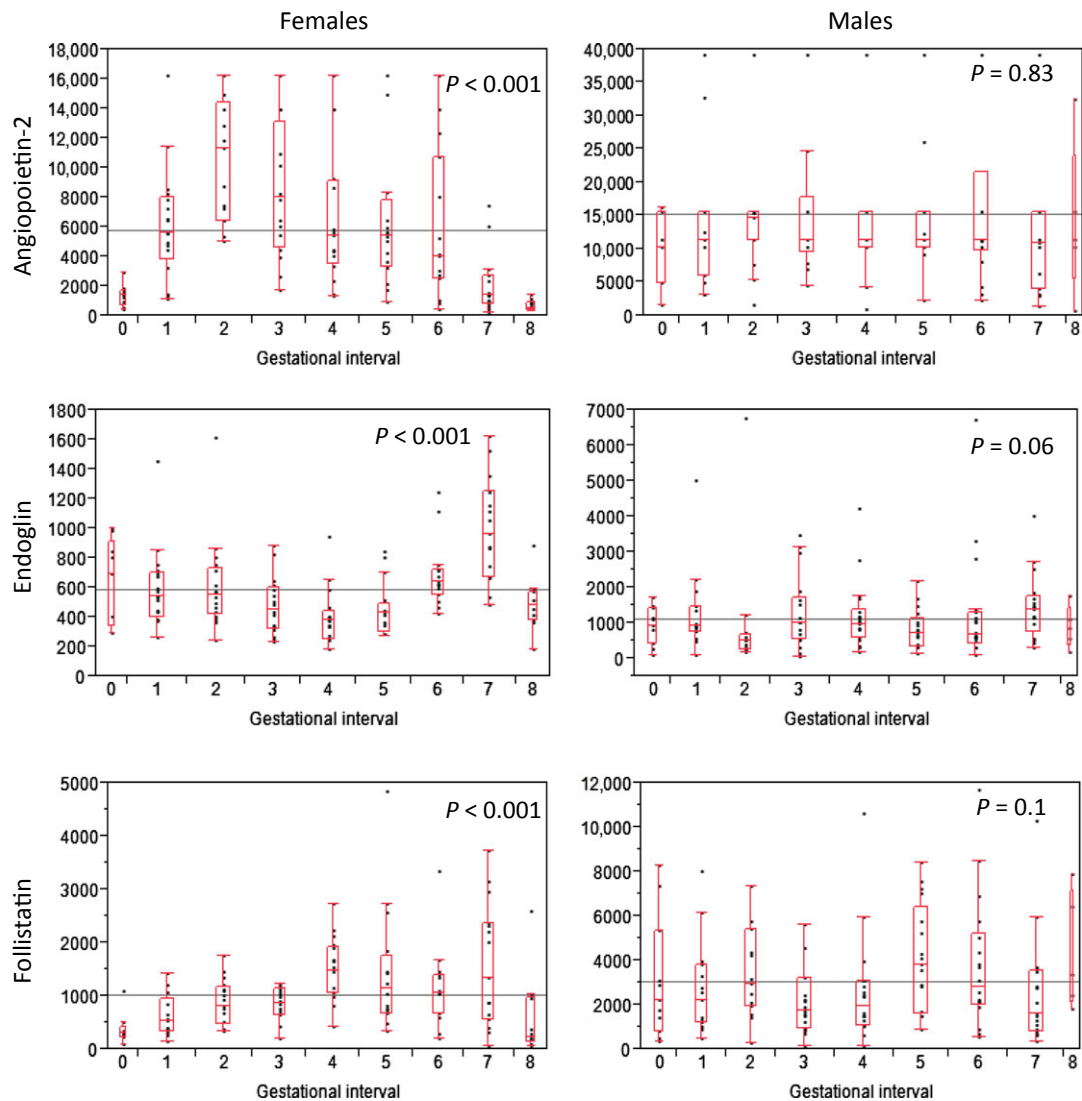 Females Males
Angiopoietin-2
18,000
16,000
14,000
12,000
10,000
8000
6000
4000
2000
0
P < 0.001
0 1 2 3 4 5 6 7 8
Gestational interval
40,000
35,000
30,000
25,000
20,000
15,000
10,000
5,000
0
P = 0.83
0 1 2 3 4 5 6 7 8
Gestational interval
Endoglin
1800
1600
1400
1200
1000
800
600
400
200
0
P < 0.001
0 1 2 3 4 5 6 7 8
Gestational interval
7000
6000
5000
4000
3000
2000
1000
0
P = 0.06
0 1 2 3 4 5 6 7 8
Gestational interval
Follistatin
5000
4000
3000
2000
1000
0
P < 0.001
0 1 2 3 4 5 6 7 8
Gestational interval
12,000
10,000
8000
6000
4000
2000
0
P = 0.1
0 1 2 3 4 5 6 7 8
Gestational interval